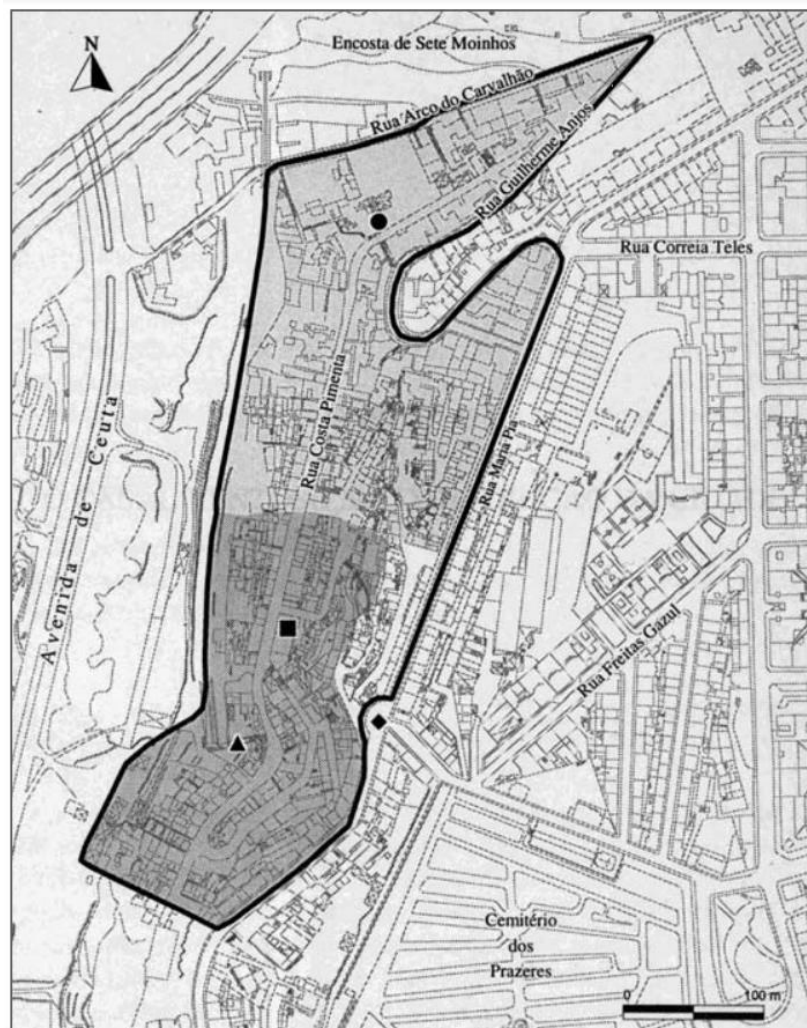 N
Encosta de Sete Moinhos
Rua Arco do Carvalhão
Rua Guilherme Anjos
Rua Correia Teles
Rua Costa Pimenta
Rua Maria Pia
Avenida de Ceuta
Rua Freitas Gazul
Cemitério
dos
Prazeres
0 100 m